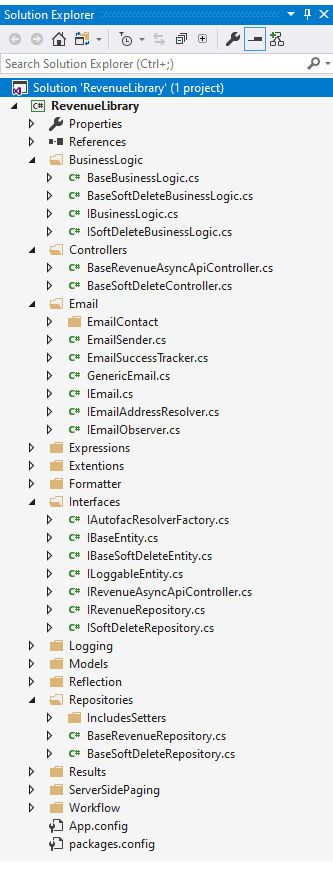 Solution Explorer
Search Solution Explorer (Ctrl+;)
Solution 'RevenueLibrary' (1 project)
C# RevenueLibrary
Properties
References
BusinessLogic
C# BaseBusinessLogic.cs
C# BaseSoftDeleteBusinessLogic.cs
C# IBusinessLogic.cs
C# ISoftDeleteBusinessLogic.cs
Controllers
C# BaseRevenueAsyncApiController.cs
C# BaseSoftDeleteController.cs
Email
EmailContact
C# EmailSender.cs
C# EmailSuccessTracker.cs
C# GenericEmail.cs
C# IEmail.cs
C# IEmailAddressResolver.cs
C# IEmailObserver.cs
Expressions
Extentions
Formatter
Interfaces
C# IAutofacResolverFactory.cs
C# IBaseEntity.cs
C# IBaseSoftDeleteEntity.cs
C# ILoggableEntity.cs
C# IRevenueAsyncApiController.cs
C# IRevenueRepository.cs
C# ISoftDeleteRepository.cs
Logging
Models
Reflection
Repositories
IncludesSetters
C# BaseRevenueRepository.cs
C# BaseSoftDeleteRepository.cs
Results
ServerSidePaging
Workflow
App.config
packages.config